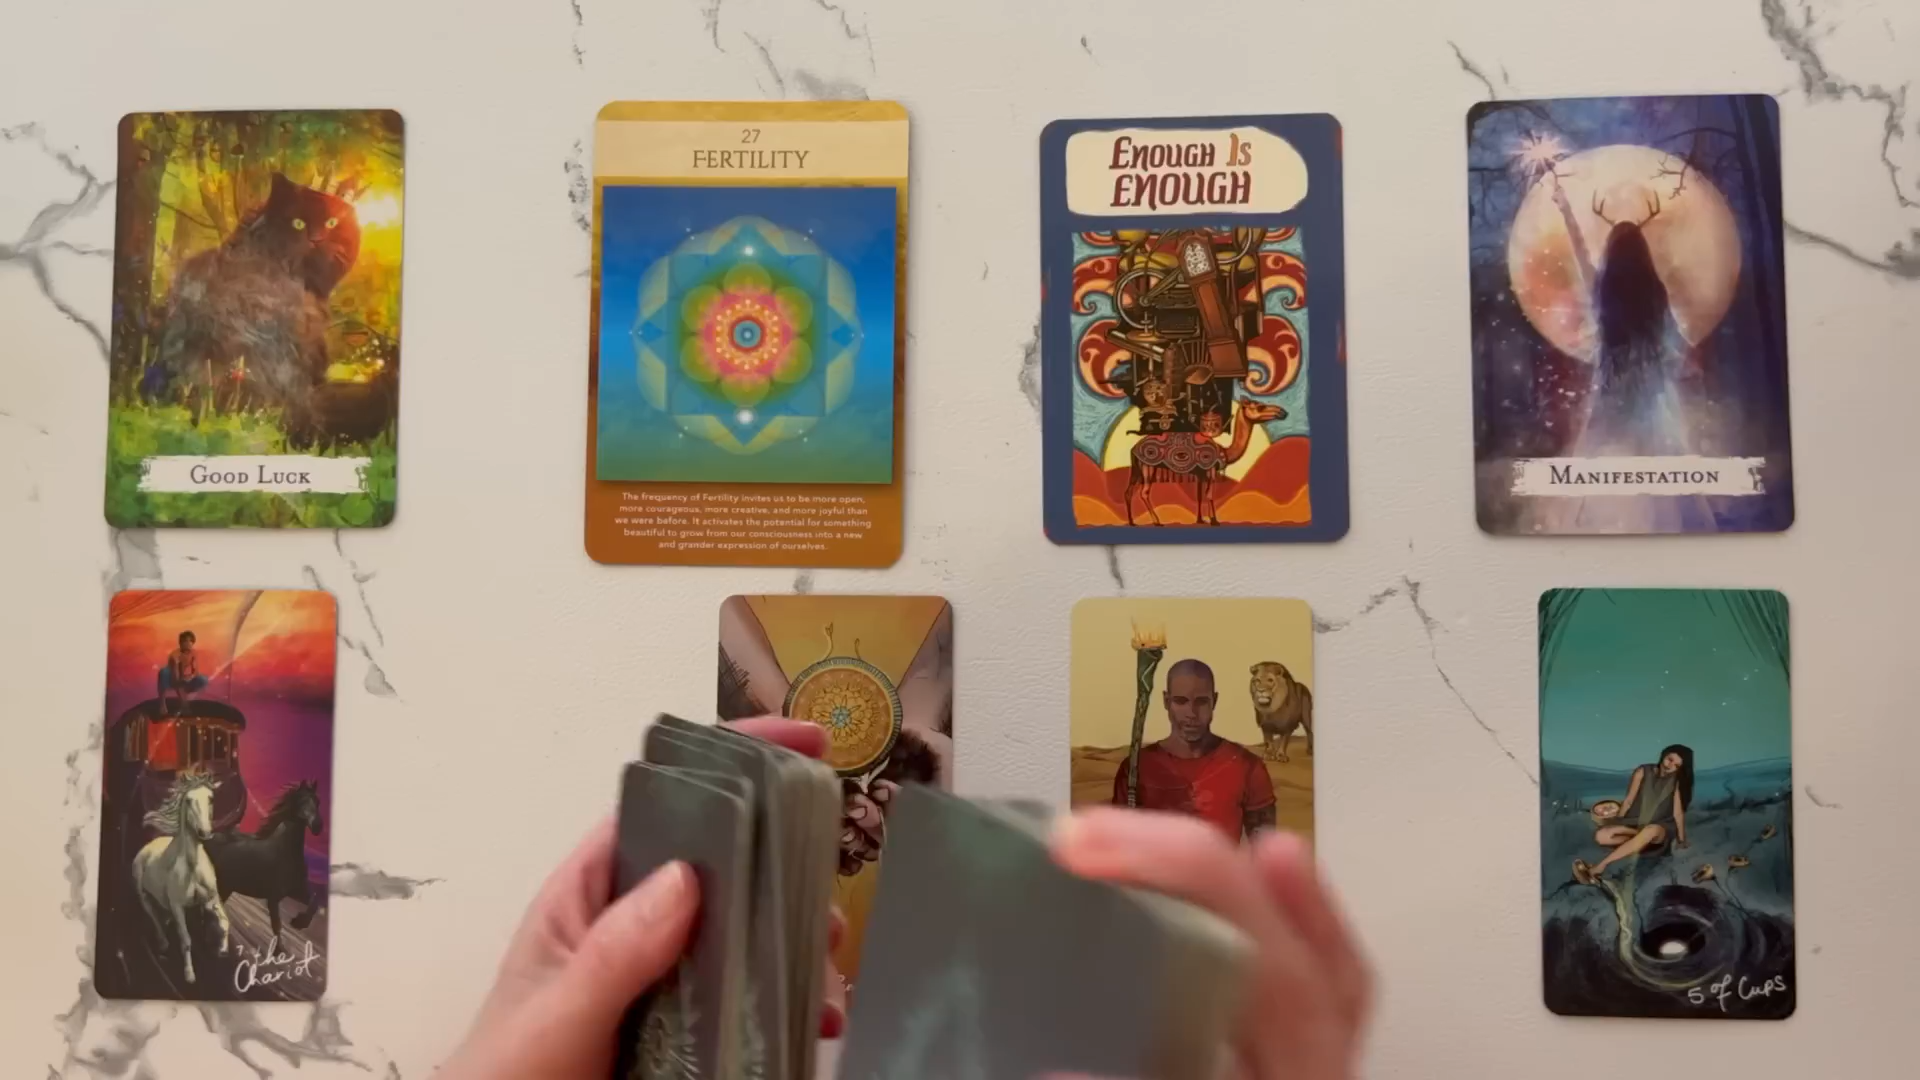 GOOD LUCK
27
FERTILITY
The frequency of Fertility invites us to be more open,
more courageous, more creative, and more joyful than
we were before. It activates the potential for something
beautiful to grow from our consciousness into a new
and grander expression of ourselves.
ENOUGH IS
ENOUGH
MANIFESTATION
7. the
Chariot
5 of Cups